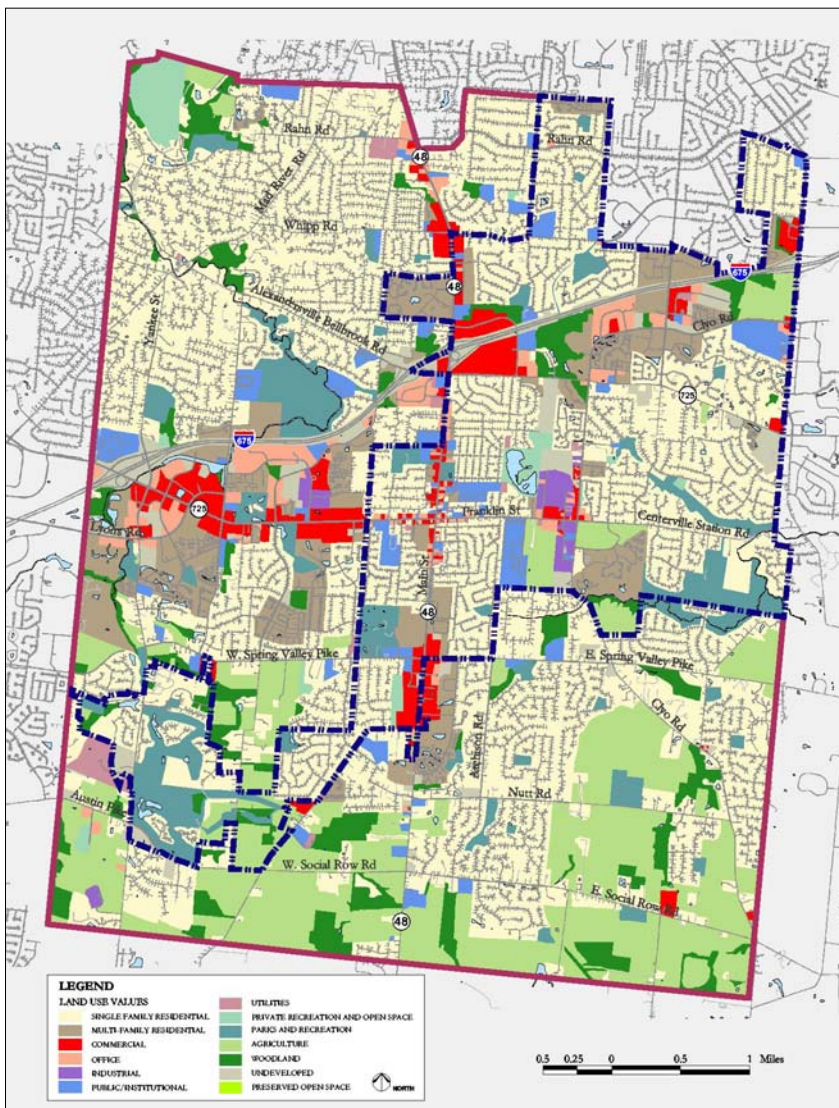 Rahn Rd
48
Rahn Rd
Mad River Rd
Whipp Rd
675
48
Alexandersville Bellbrook Rd
Clyo Rd
Yankee St
725
675
725
Franklin St
Centerville Station Rd
Lyons Rd
Main St
48
W. Spring Valley Pike
E. Spring Valley Pike
Clyo Rd
Atchison Rd
Nutt Rd
Austin Pike
W. Social Row Rd
E. Social Row Rd
48
LEGEND
LAND USE VALUES
SINGLE FAMILY RESIDENTIAL
MULTI-FAMILY RESIDENTIAL
COMMERCIAL
OFFICE
INDUSTRIAL
PUBLIC/INSTITUTIONAL
UTILITIES
PRIVATE RECREATION AND OPEN SPACE
PARKS AND RECREATION
AGRICULTURE
WOODLAND
UNDEVELOPED
PRESERVED OPEN SPACE
NORTH
0.5 0.25 0 0.5 1 Miles